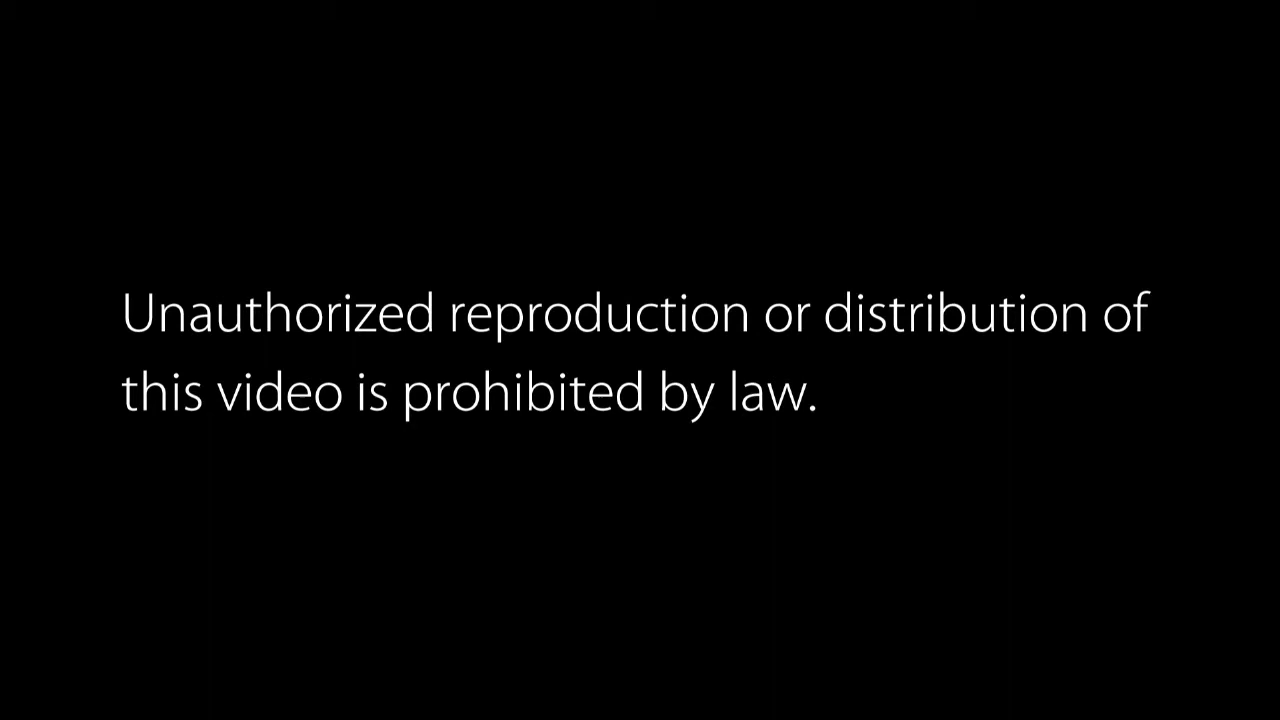 Unauthorized reproduction or distribution of
this video is prohibited by law.